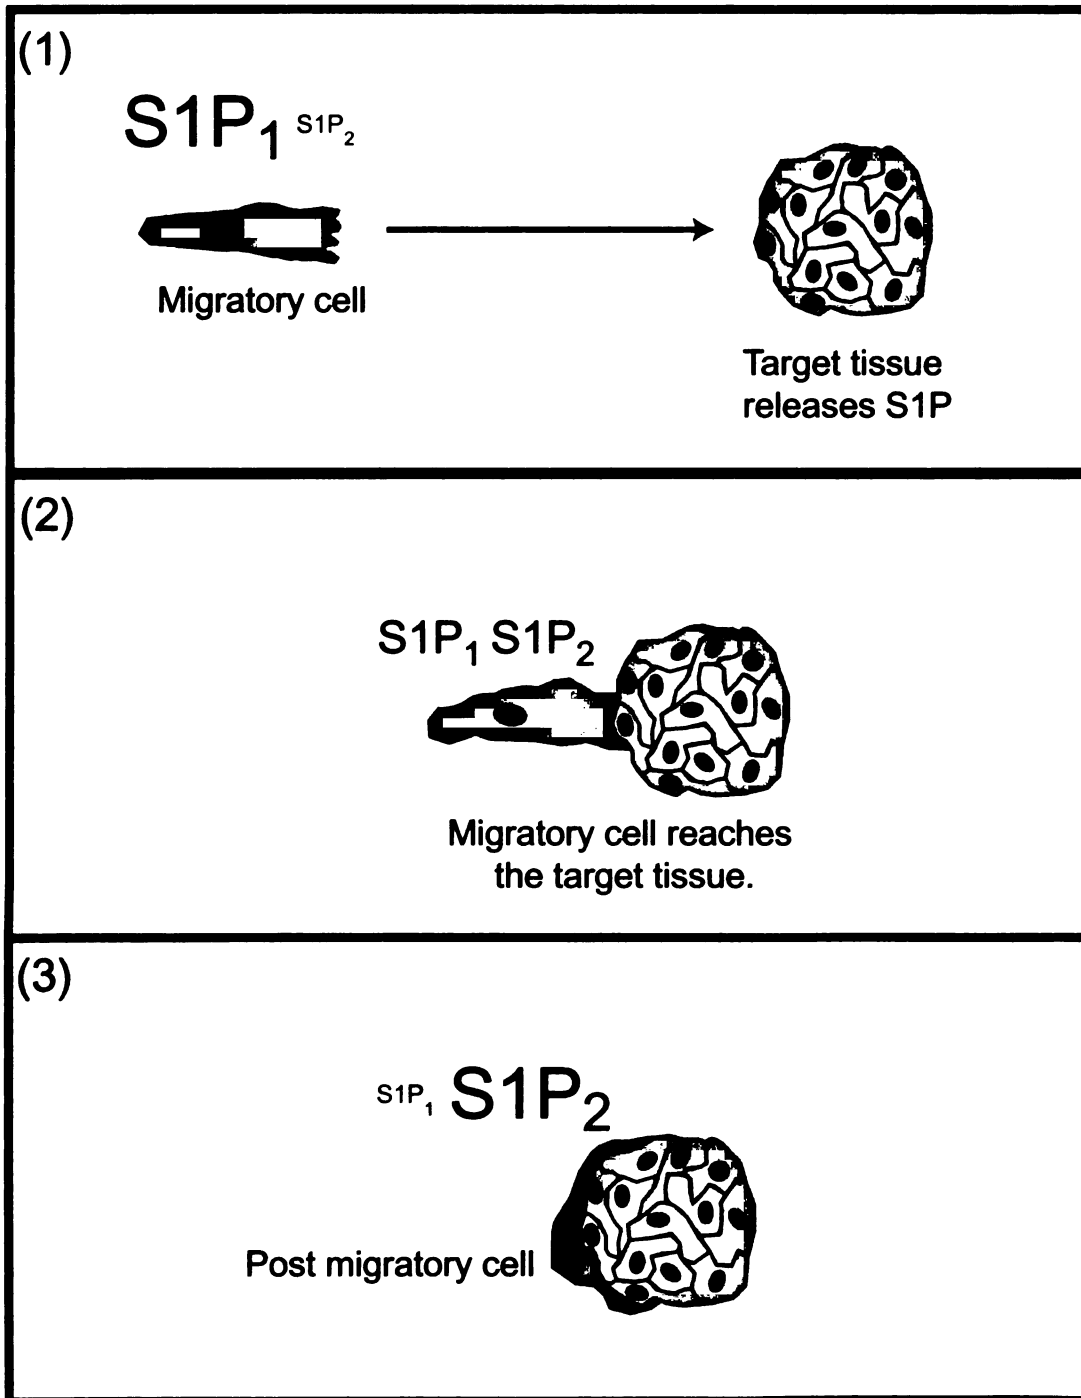 (1)
S1P₁ S1P₂
Migratory cell
Target tissue
releases S1P
(2)
S1P₁ S1P₂
Migratory cell reaches
the target tissue.
(3)
S1P₁ S1P₂
Post migratory cell